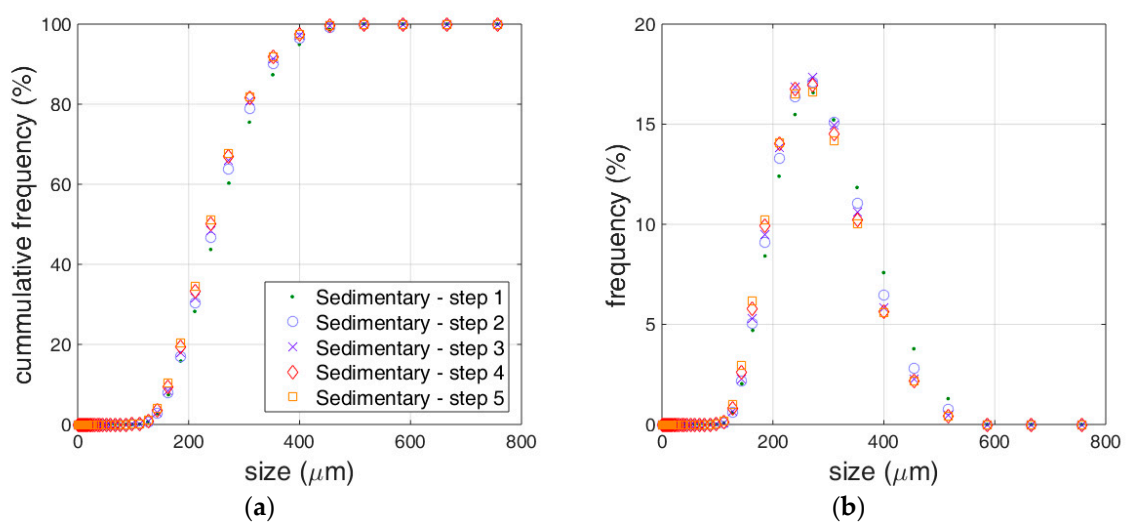 100
80
60
40
20
0
cummulative frequency (%)
Sedimentary - step 1
Sedimentary - step 2
Sedimentary - step 3
Sedimentary - step 4
Sedimentary - step 5
0 200 400 600 800
size (μm)
(a)
20
15
10
5
0
frequency (%)
0 200 400 600 800
size (μm)
(b)